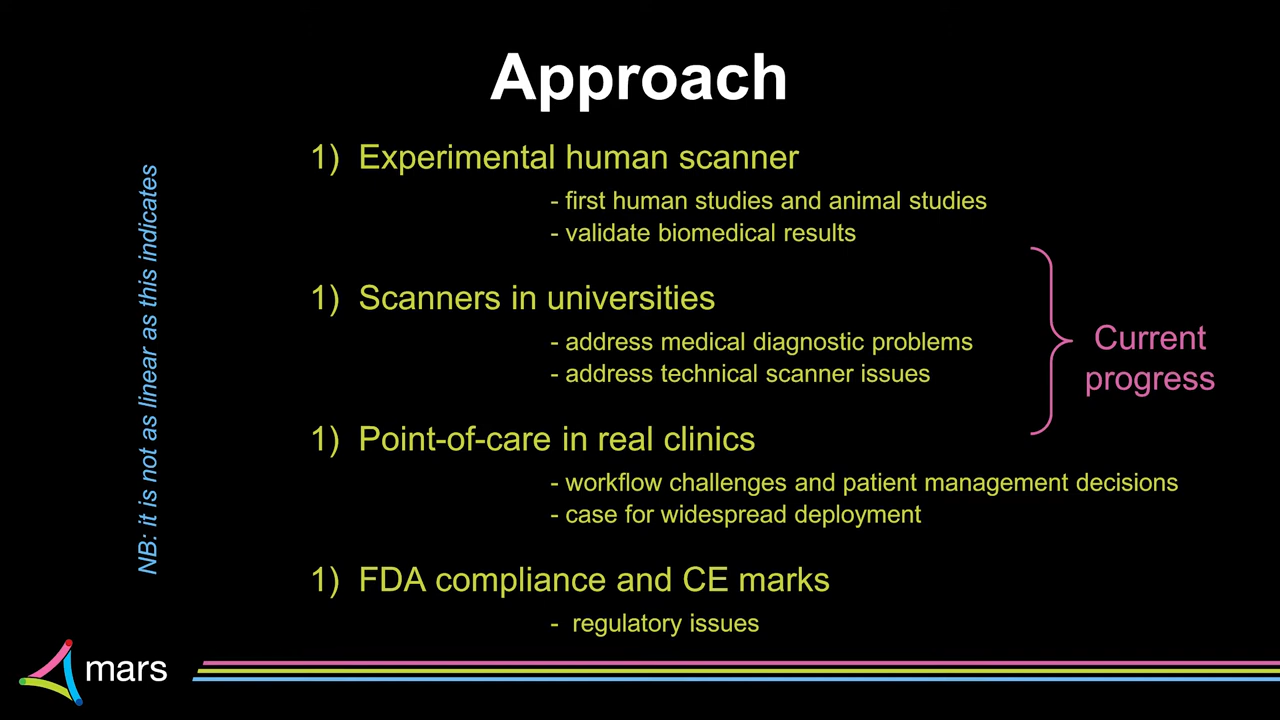 Approach
1) Experimental human scanner
- first human studies and animal studies
- validate biomedical results
1) Scanners in universities
- address medical diagnostic problems
- address technical scanner issues
1) Point-of-care in real clinics
- workflow challenges and patient management decisions
- case for widespread deployment
1) FDA compliance and CE marks
- regulatory issues
Current
progress
NB: it is not as linear as this indicates
mars